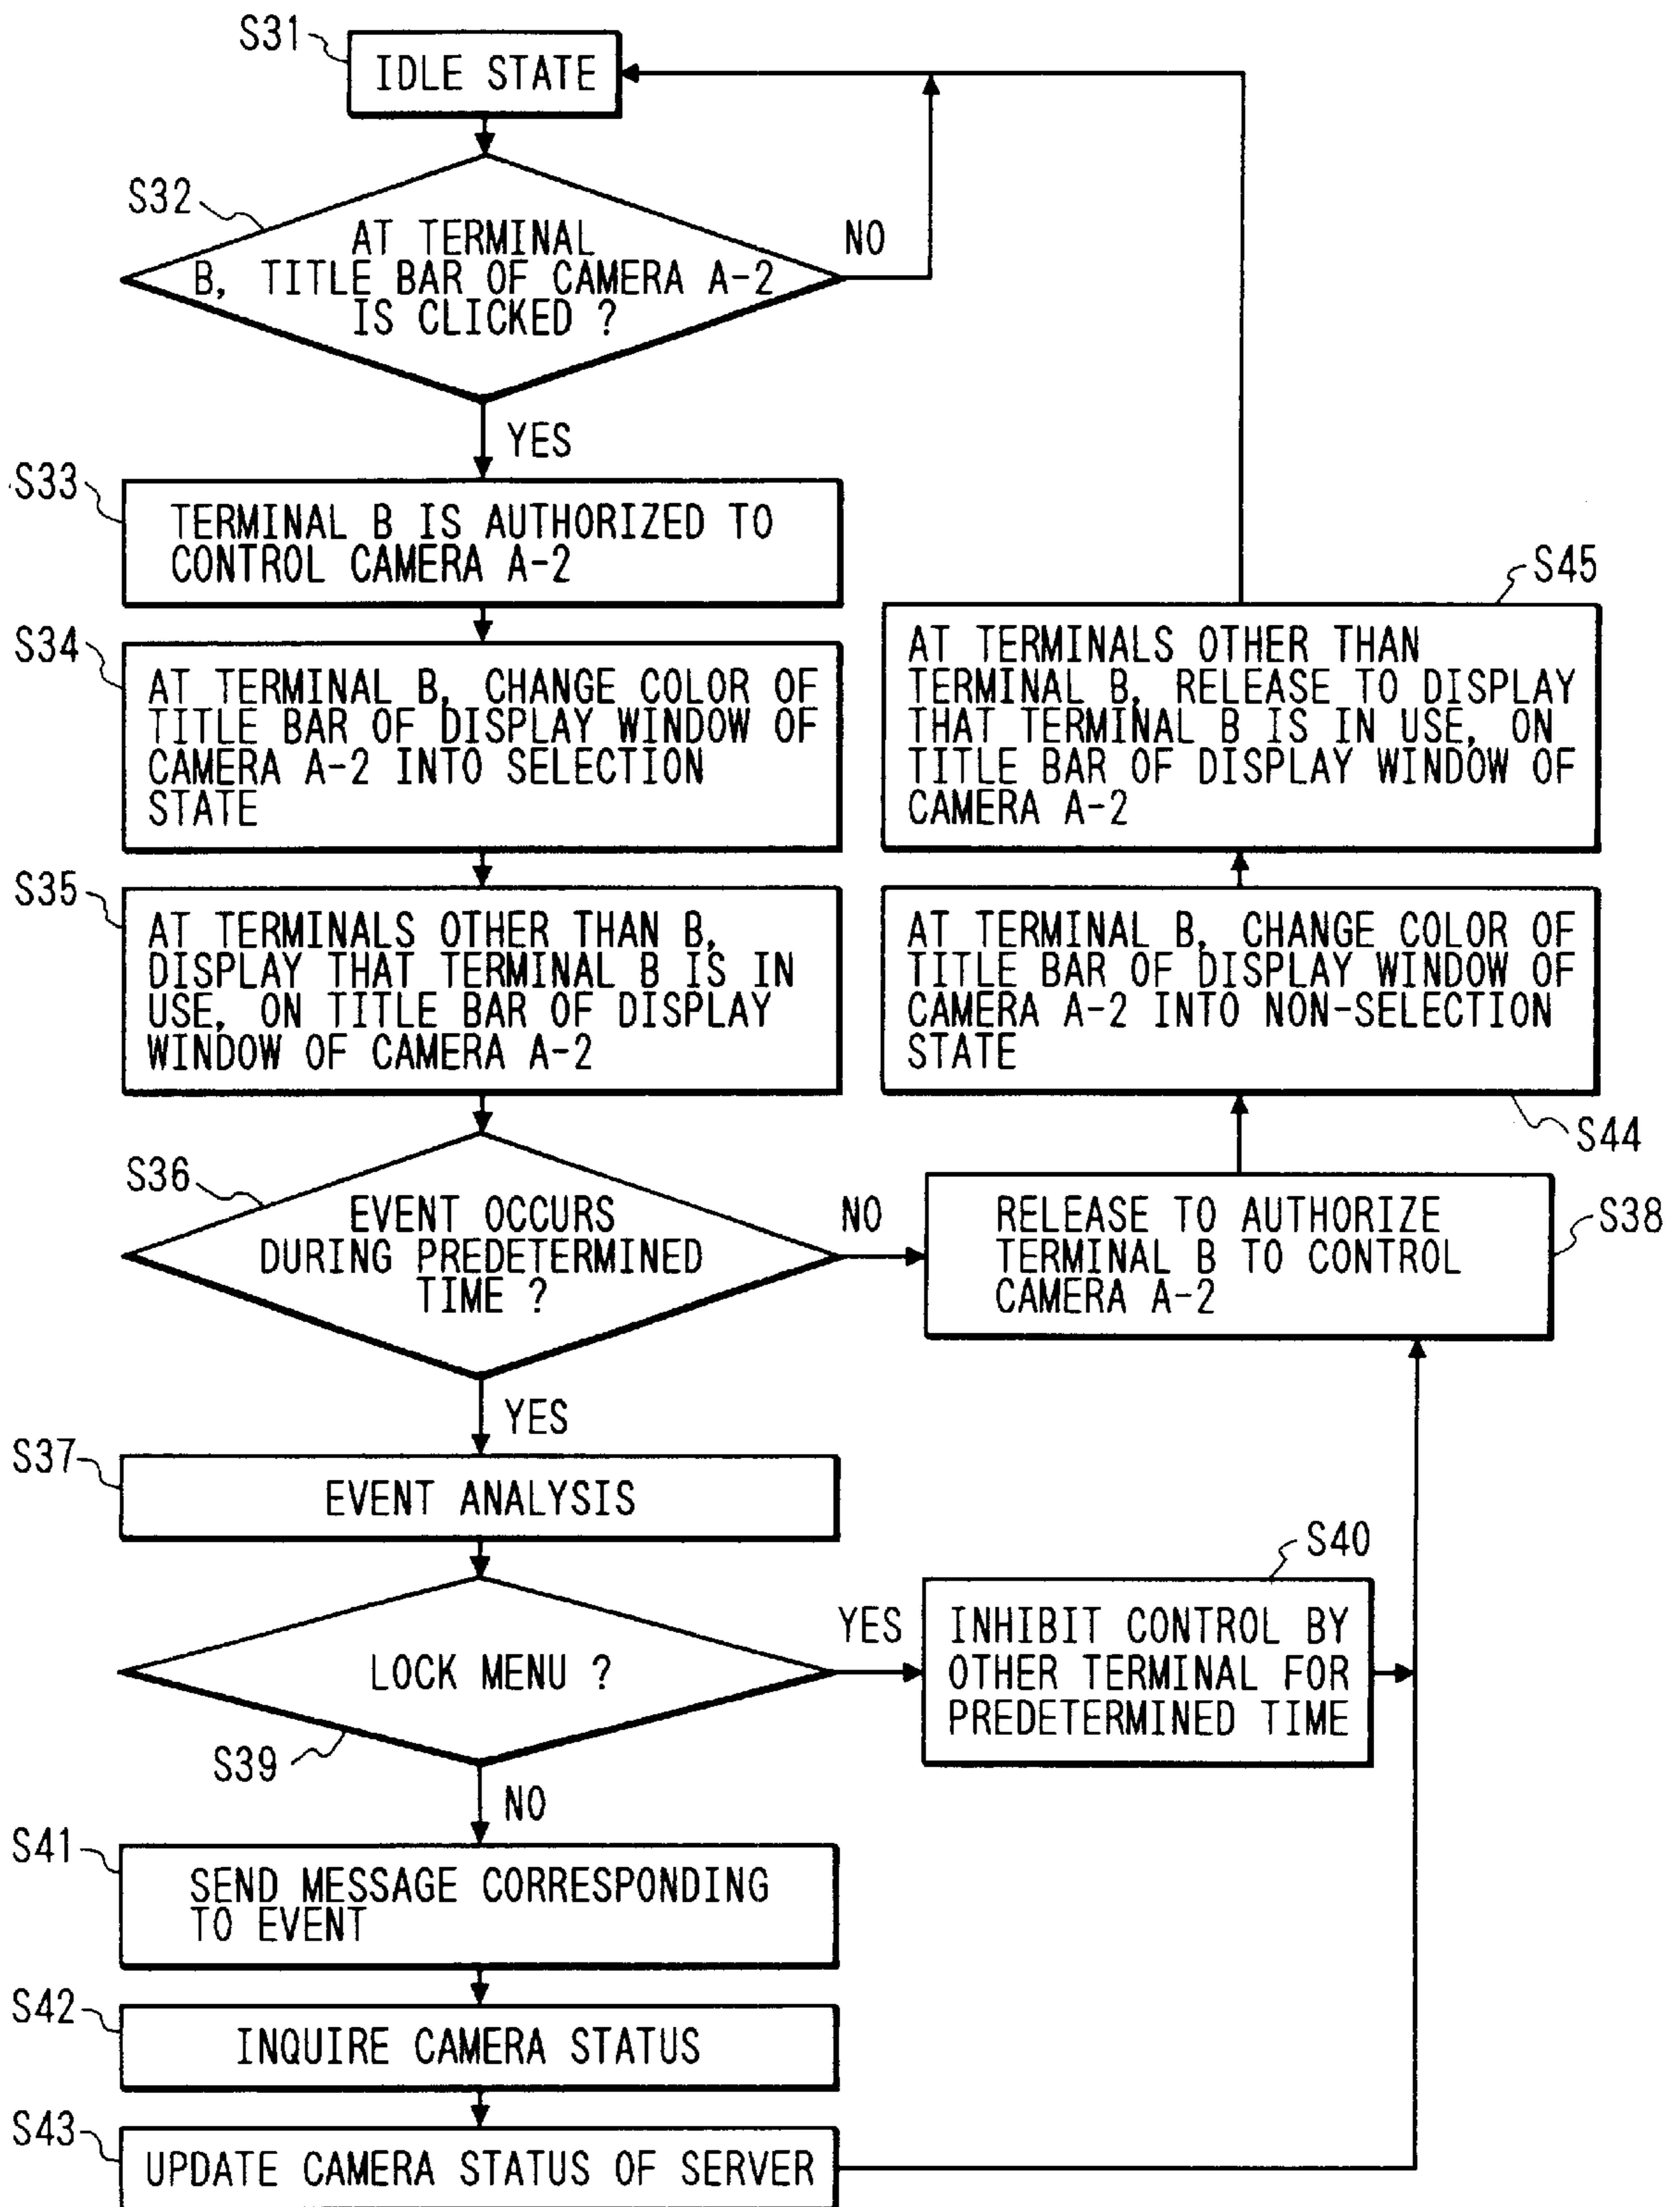 S31
IDLE STATE
S32
AT TERMINAL
B, TITLE BAR OF CAMERA A-2
IS CLICKED ?
NO
YES
S33
TERMINAL B IS AUTHORIZED TO
CONTROL CAMERA A-2
S34
AT TERMINAL B, CHANGE COLOR OF
TITLE BAR OF DISPLAY WINDOW OF
CAMERA A-2 INTO SELECTION
STATE
S35
AT TERMINALS OTHER THAN B,
DISPLAY THAT TERMINAL B IS IN
USE, ON TITLE BAR OF DISPLAY
WINDOW OF CAMERA A-2
S36
EVENT OCCURS
DURING PREDETERMINED
TIME ?
NO
YES
S37
EVENT ANALYSIS
LOCK MENU ?
S39
YES
NO
S40
INHIBIT CONTROL BY
OTHER TERMINAL FOR
PREDETERMINED TIME
S41
SEND MESSAGE CORRESPONDING
TO EVENT
S42
INQUIRE CAMERA STATUS
S43
UPDATE CAMERA STATUS OF SERVER
S38
RELEASE TO AUTHORIZE
TERMINAL B TO CONTROL
CAMERA A-2
S44
AT TERMINAL B, CHANGE COLOR OF
TITLE BAR OF DISPLAY WINDOW OF
CAMERA A-2 INTO NON-SELECTION
STATE
S45
AT TERMINALS OTHER THAN
TERMINAL B, RELEASE TO DISPLAY
THAT TERMINAL B IS IN USE, ON
TITLE BAR OF DISPLAY WINDOW OF
CAMERA A-2